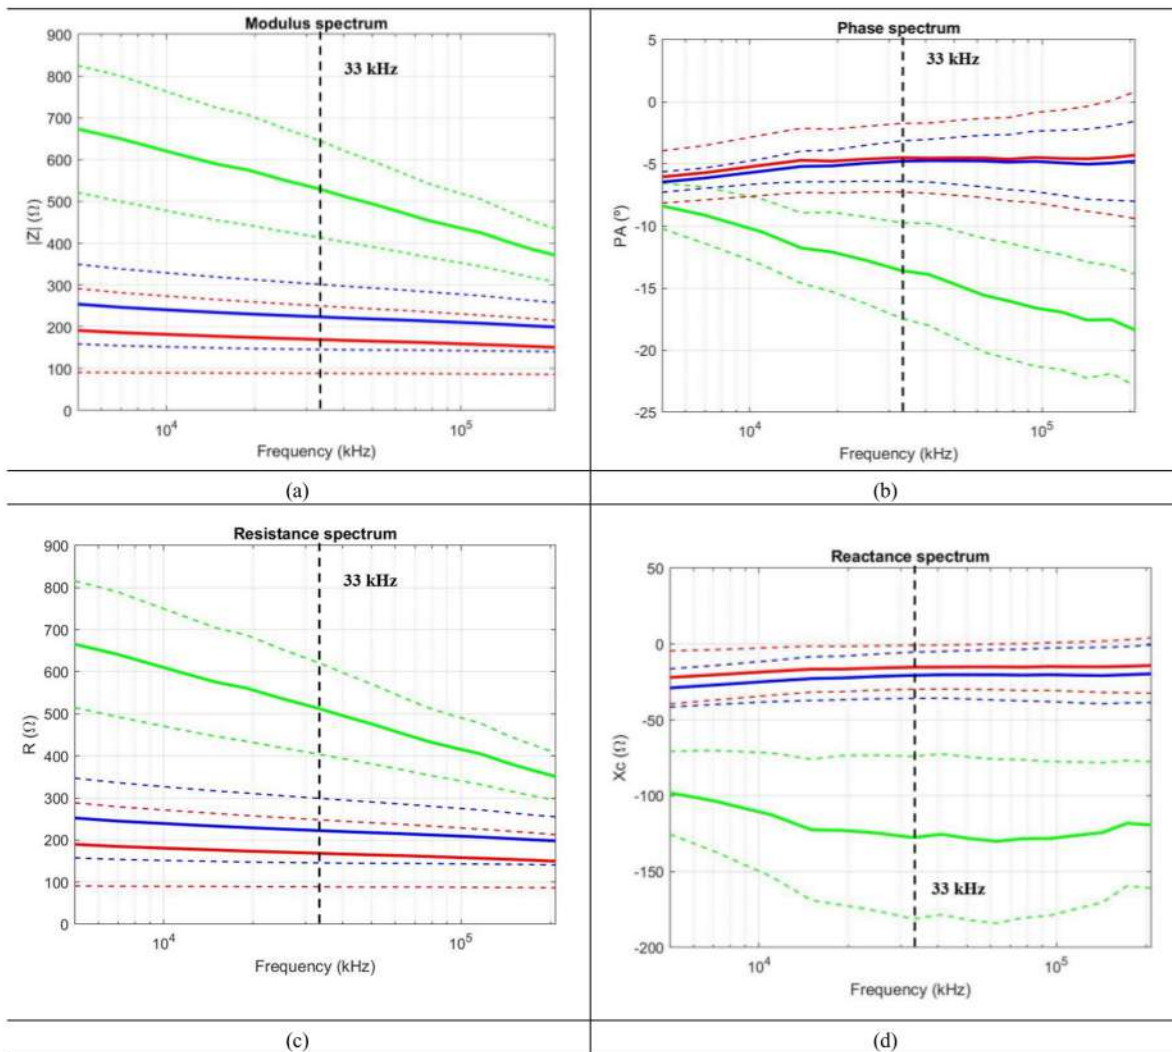 Modulus spectrum
900
800
700
600
500
400
300
200
100
0
|Z| (Ω)
33 kHz
10⁴
10⁵
Frequency (kHz)
(a)
Phase spectrum
5
0
-5
-10
-15
-20
-25
PA (º)
33 kHz
10⁴
10⁵
Frequency (kHz)
(b)
Resistance spectrum
900
800
700
600
500
400
300
200
100
0
R (Ω)
33 kHz
10⁴
10⁵
Frequency (kHz)
(c)
Reactance spectrum
50
0
-50
-100
-150
-200
Xc (Ω)
33 kHz
10⁴
10⁵
Frequency (kHz)
(d)